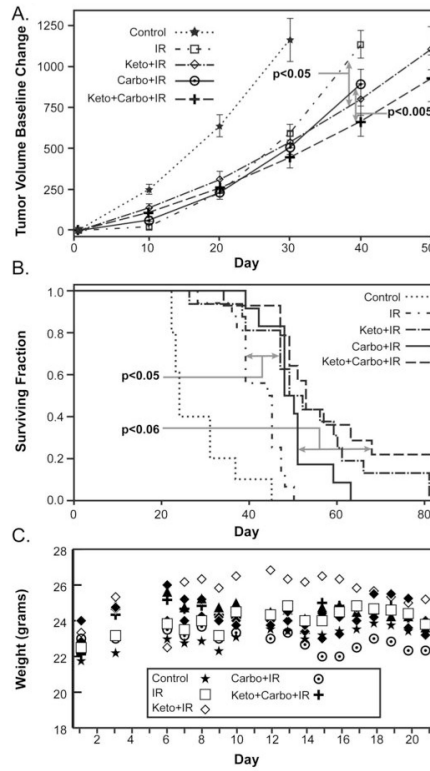 A.
Control
IR
Keto+IR
Carbo+IR
Keto+Carbo+IR
p<0.05
p<0.005
Tumor Volume Baseline Change
1250
1000
750
500
250
0
0 10 20 30 40 50
Day
B.
Control
IR
Keto+IR
Carbo+IR
Keto+Carbo+IR
p<0.05
p<0.06
Surviving Fraction
1.0
0.8
0.6
0.4
0.2
0.0
0 20 40 60 80
Day
C.
Weight (grams)
28
26
24
22
20
18
Control
IR
Keto+IR
Carbo+IR
Keto+Carbo+IR
1 2 4 6 8 10 12 14 16 18 20
Day